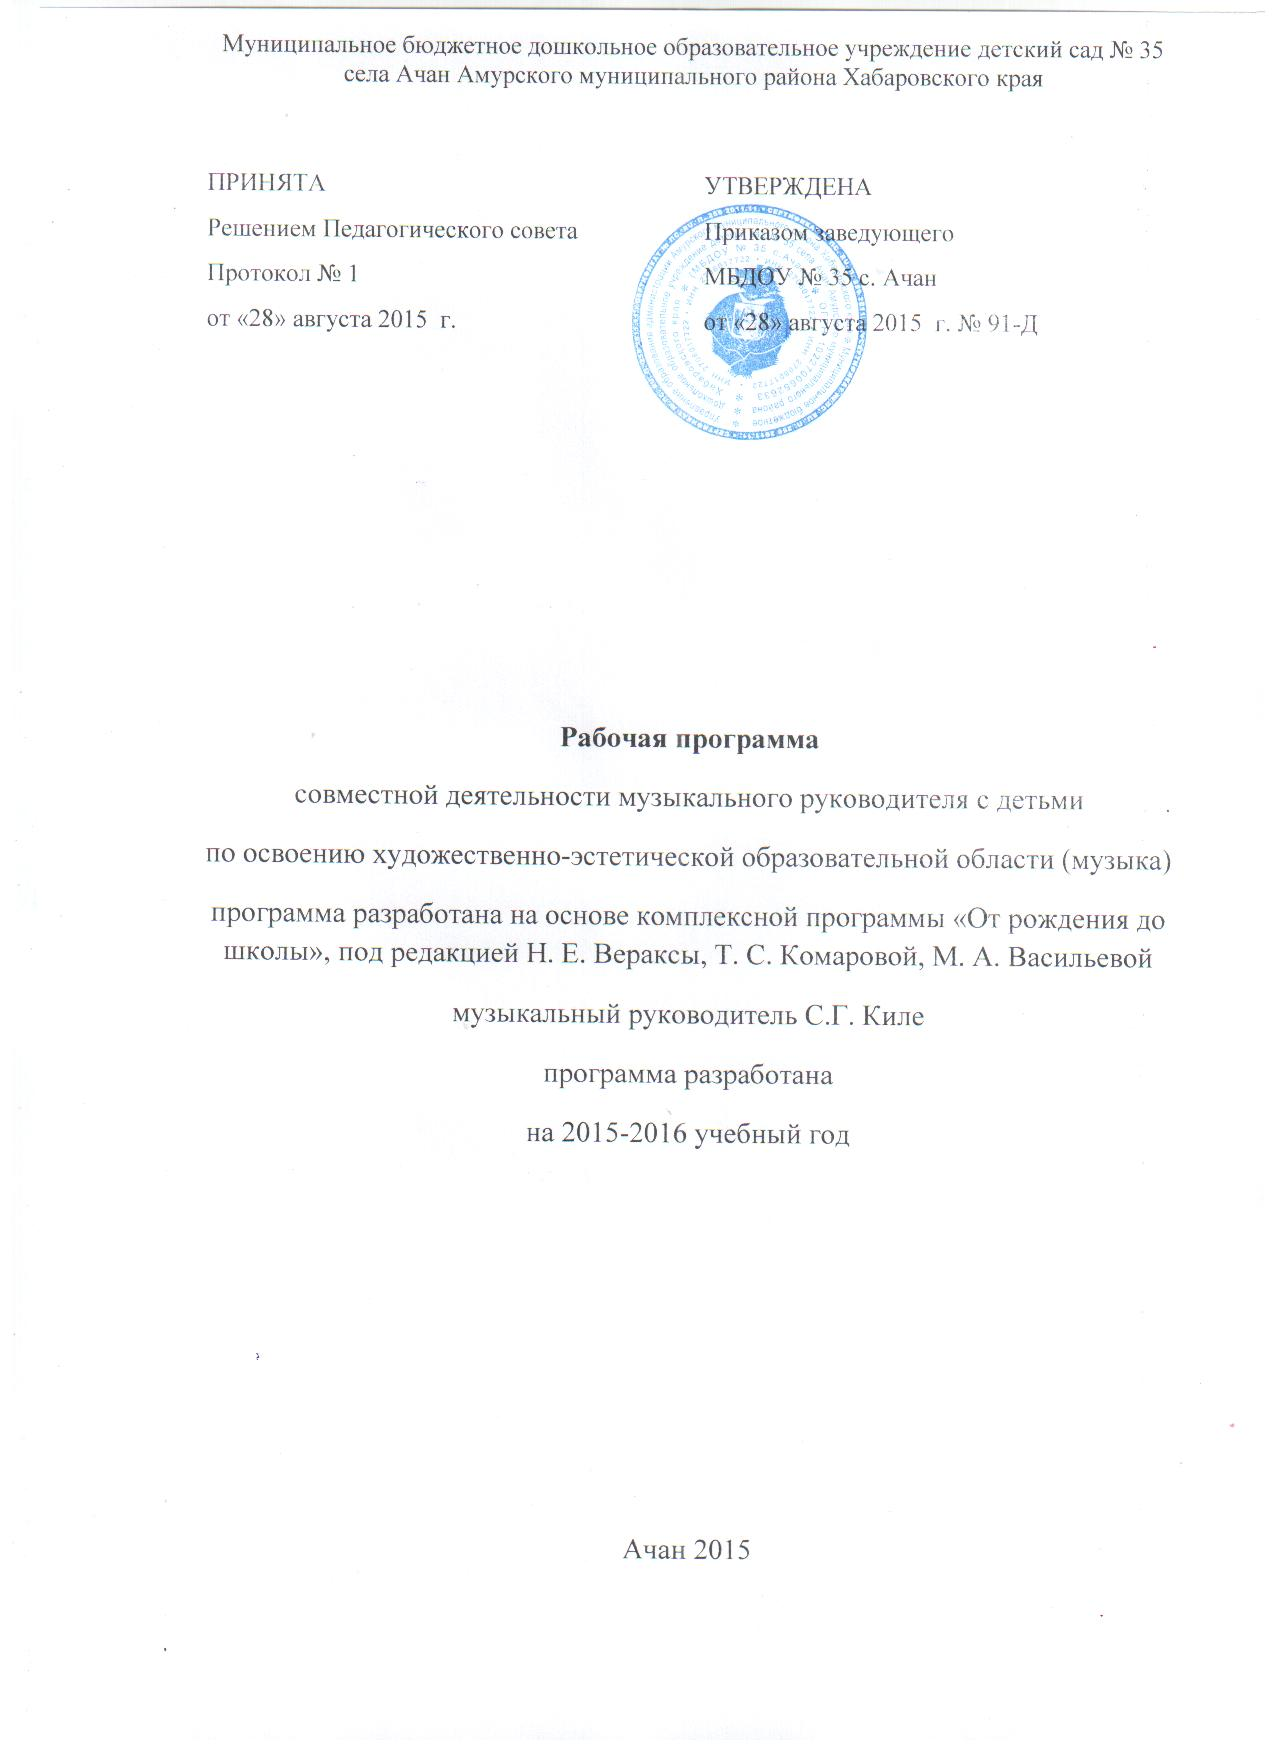 Муниципальное бюджетное дошкольное образовательное учреждение детский сад № 35
села Ачан Амурского муниципального района Хабаровского края
ПРИНЯТА
Решением Педагогического совета
Протокол № 1
от «28» августа 2015 г.
УТВЕРЖДЕНА
Приказом заведующего
МБДОУ № 35 с. Ачан
от «28» августа 2015 г. № 91-Д
Рабочая программа
совместной деятельности музыкального руководителя с детьми
по освоению художественно-эстетической образовательной области (музыка)
программа разработана на основе комплексной программы «От рождения до
школы», под редакцией Н. Е. Вераксы, Т. С. Комаровой, М. А. Васильевой
музыкальный руководитель С.Г. Киле
программа разработана
на 2015-2016 учебный год
Ачан 2015